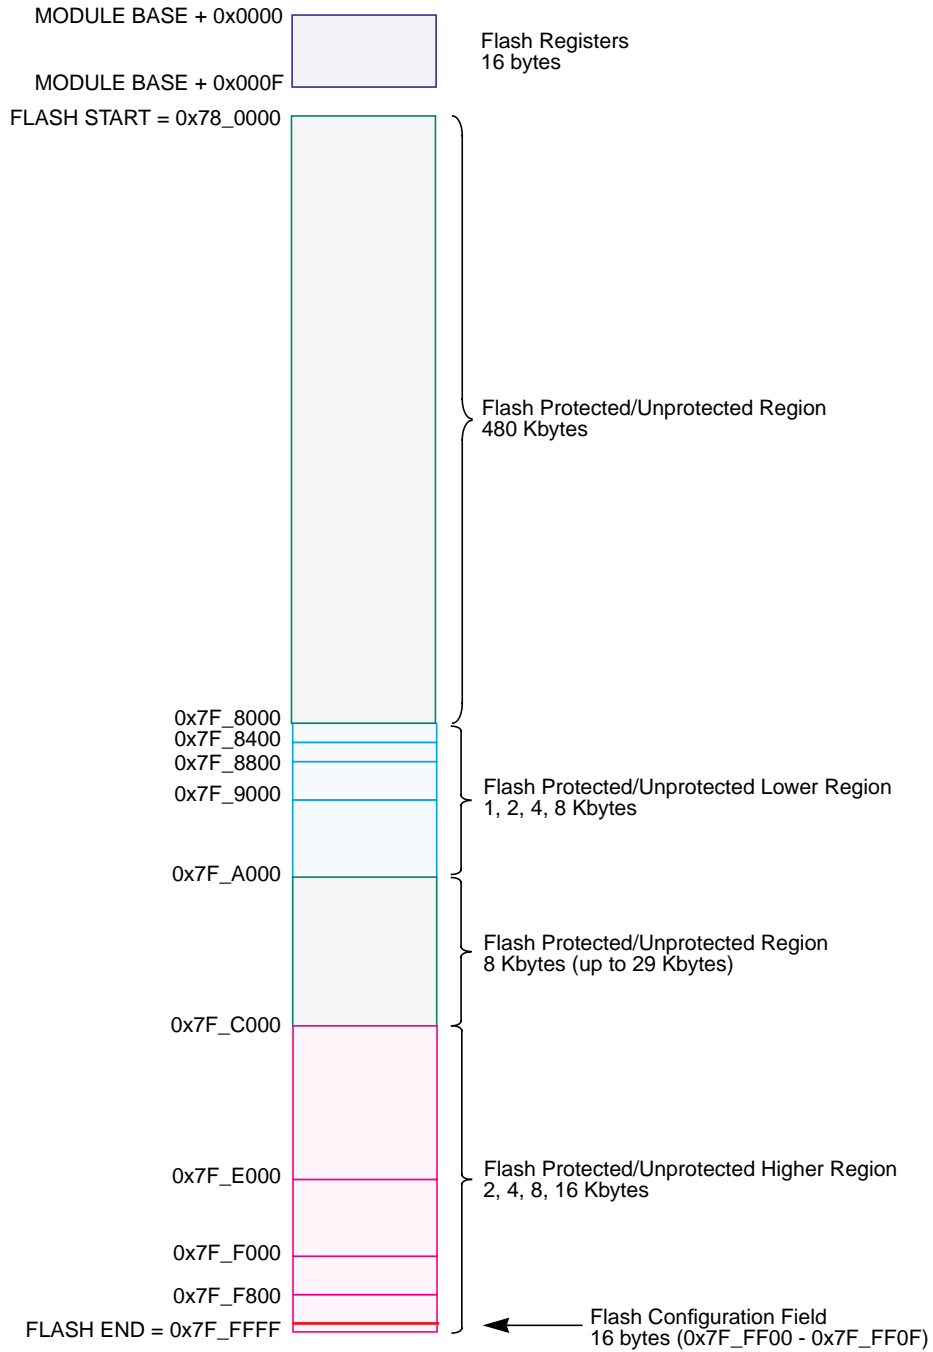 MODULE BASE + 0x0000
Flash Registers
16 bytes
MODULE BASE + 0x000F
FLASH START = 0x78_0000
Flash Protected/Unprotected Region
480 Kbytes
0x7F_8000
0x7F_8400
0x7F_8800
0x7F_9000
Flash Protected/Unprotected Lower Region
1, 2, 4, 8 Kbytes
0x7F_A000
Flash Protected/Unprotected Region
8 Kbytes (up to 29 Kbytes)
0x7F_C000
0x7F_E000
Flash Protected/Unprotected Higher Region
2, 4, 8, 16 Kbytes
0x7F_F000
0x7F_F800
FLASH END = 0x7F_FFFF
Flash Configuration Field
16 bytes (0x7F_FF00 - 0x7F_FF0F)